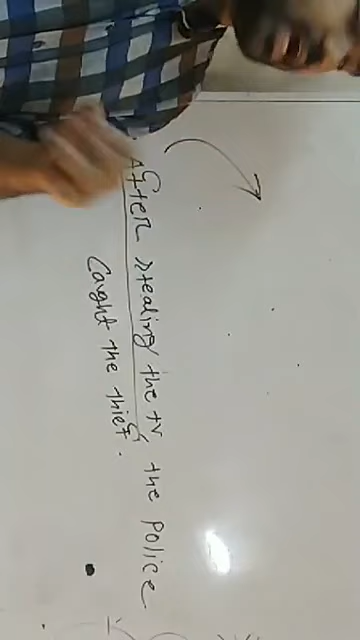 After stealing the tv, the police
caught the thief.